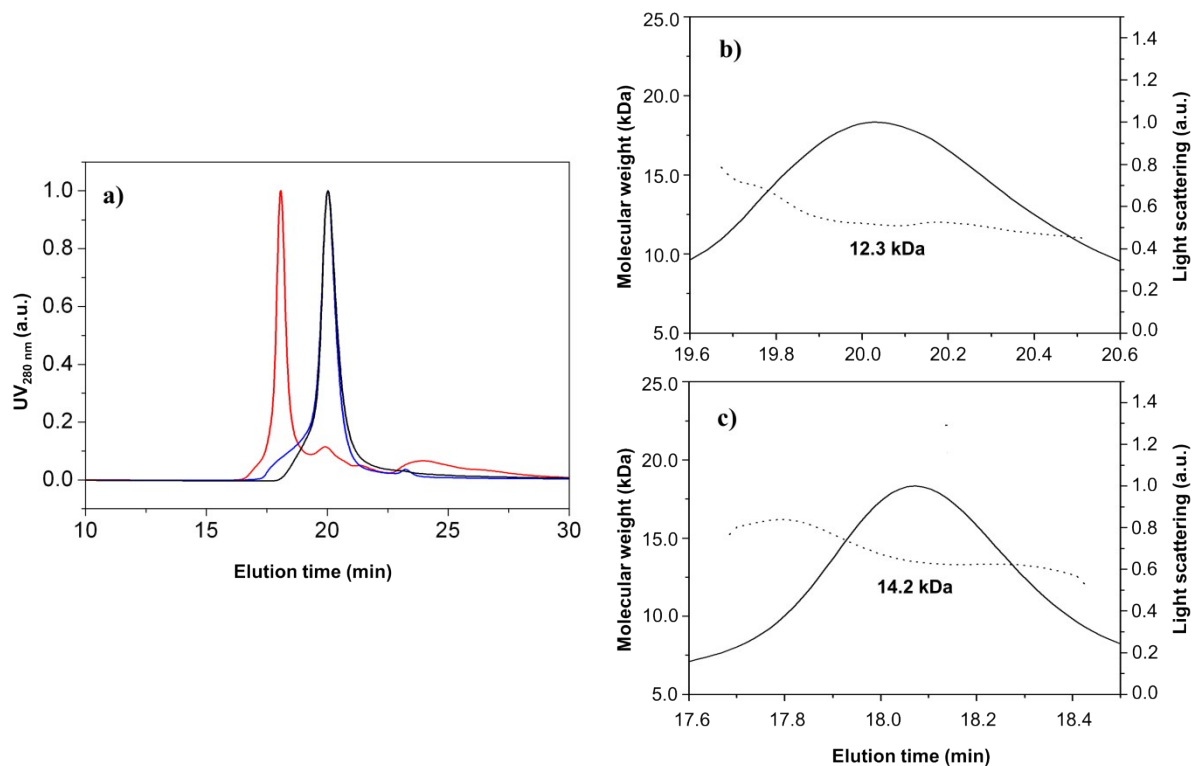 a)
1.0
0.8
0.6
0.4
0.2
0.0
UV280 nm (a.u.)
10 15 20 25 30
Elution time (min)
b)
25.0
20.0
15.0
10.0
5.0
Molecular weight (kDa)
12.3 kDa
1.4
1.2
1.0
0.8
0.6
0.4
0.2
0.0
Light scattering (a.u.)
19.6 19.8 20.0 20.2 20.4 20.6
c)
25.0
20.0
15.0
10.0
5.0
Molecular weight (kDa)
14.2 kDa
1.4
1.2
1.0
0.8
0.6
0.4
0.2
0.0
Light scattering (a.u.)
17.6 17.8 18.0 18.2 18.4
Elution time (min)